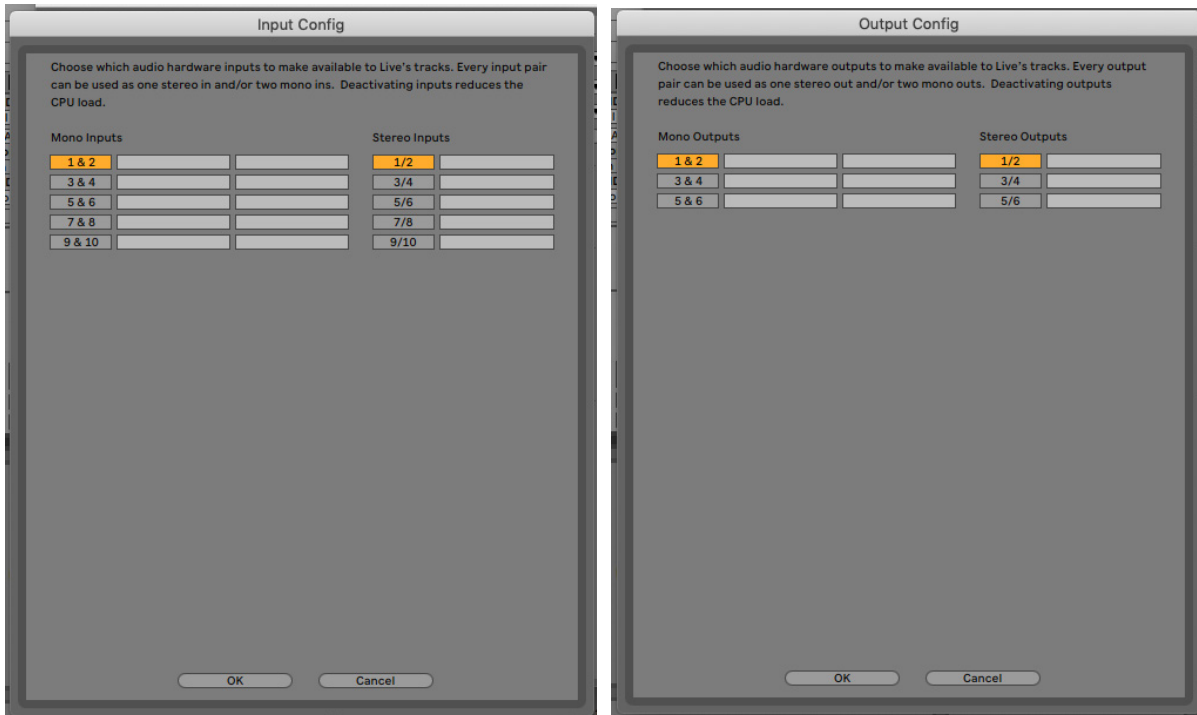 Input Config
Choose which audio hardware inputs to make available to Live's tracks. Every input pair
can be used as one stereo in and/or two mono ins. Deactivating inputs reduces the
CPU load.
Mono Inputs Stereo Inputs
1 & 2 1/2
3 & 4 3/4
5 & 6 5/6
7 & 8 7/8
9 & 10 9/10
OK Cancel
Output Config
Choose which audio hardware outputs to make available to Live's tracks. Every output
pair can be used as one stereo out and/or two mono outs. Deactivating outputs
reduces the CPU load.
Mono Outputs Stereo Outputs
1 & 2 1/2
3 & 4 3/4
5 & 6 5/6
OK Cancel